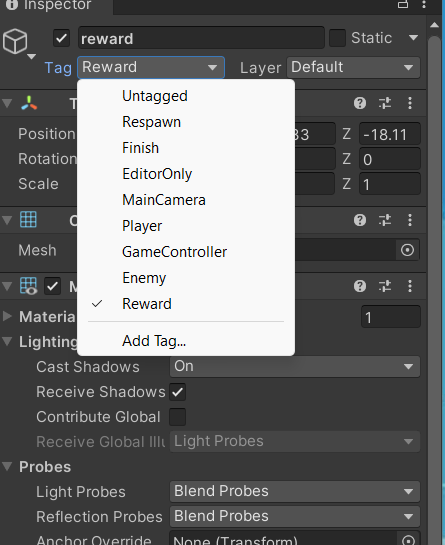 Inspector
reward
Static
Tag Reward Layer Default
Untagged
Respawn
Finish
EditorOnly
MainCamera
Player
GameController
Enemy
Reward
Add Tag...
Position 33 Z -18.11
Rotation Z 0
Scale Z 1
Mesh
Materia 1
Lighting
Cast Shadows On
Receive Shadows
Contribute Global
Receive Global Illu Light Probes
Probes
Light Probes Blend Probes
Reflection Probes Blend Probes
Anchor Override None (Transform)